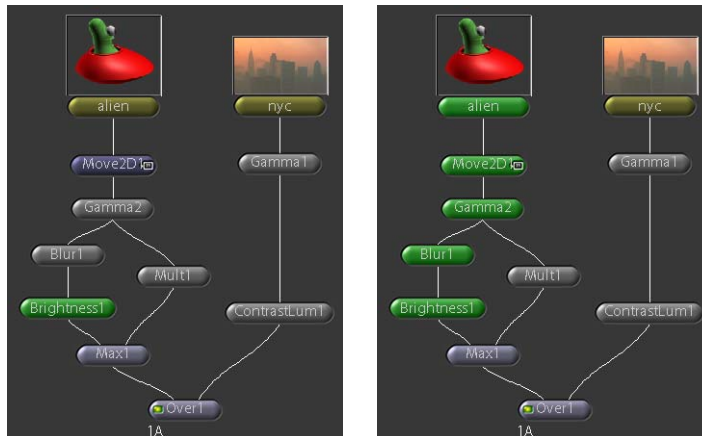 alien
nyc
Move2D1
Gamma1
Gamma2
Blur1
Mult1
Brightness1
ContrastLum1
Max1
Over1
1A
alien
nyc
Move2D1
Gamma1
Gamma2
Blur1
Mult1
Brightness1
ContrastLum1
Max1
Over1
1A